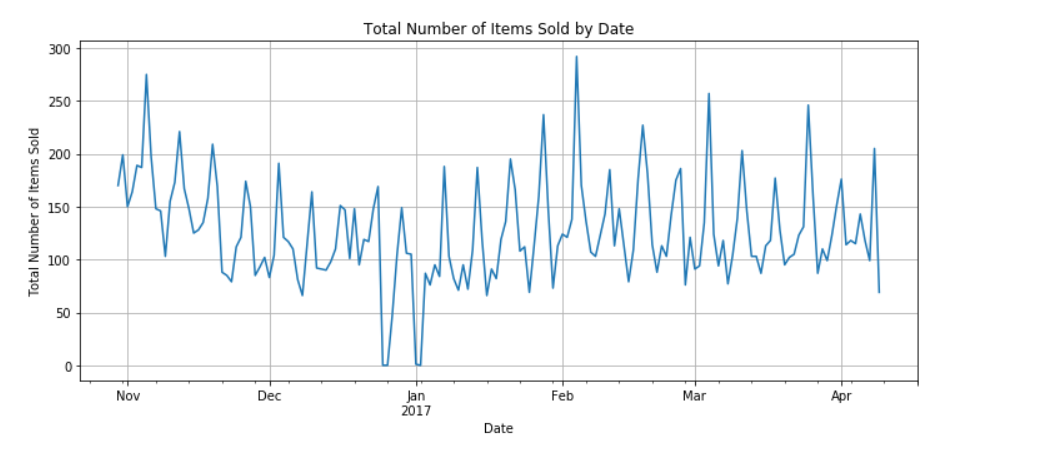 Total Number of Items Sold by Date
Total Number of Items Sold
300
250
200
150
100
50
0
Nov Dec Jan Feb Mar Apr
2017
Date